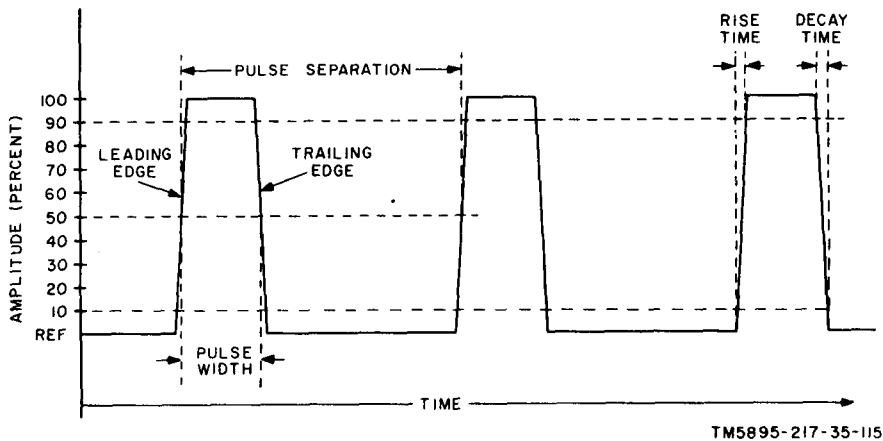 RISE
TIME
DECAY
TIME
PULSE SEPARATION
AMPLITUDE (PERCENT)
100
90
80
70
60
50
40
30
20
10
REF
LEADING
EDGE
TRAILING
EDGE
PULSE
WIDTH
TIME
TM5895-217-35-115